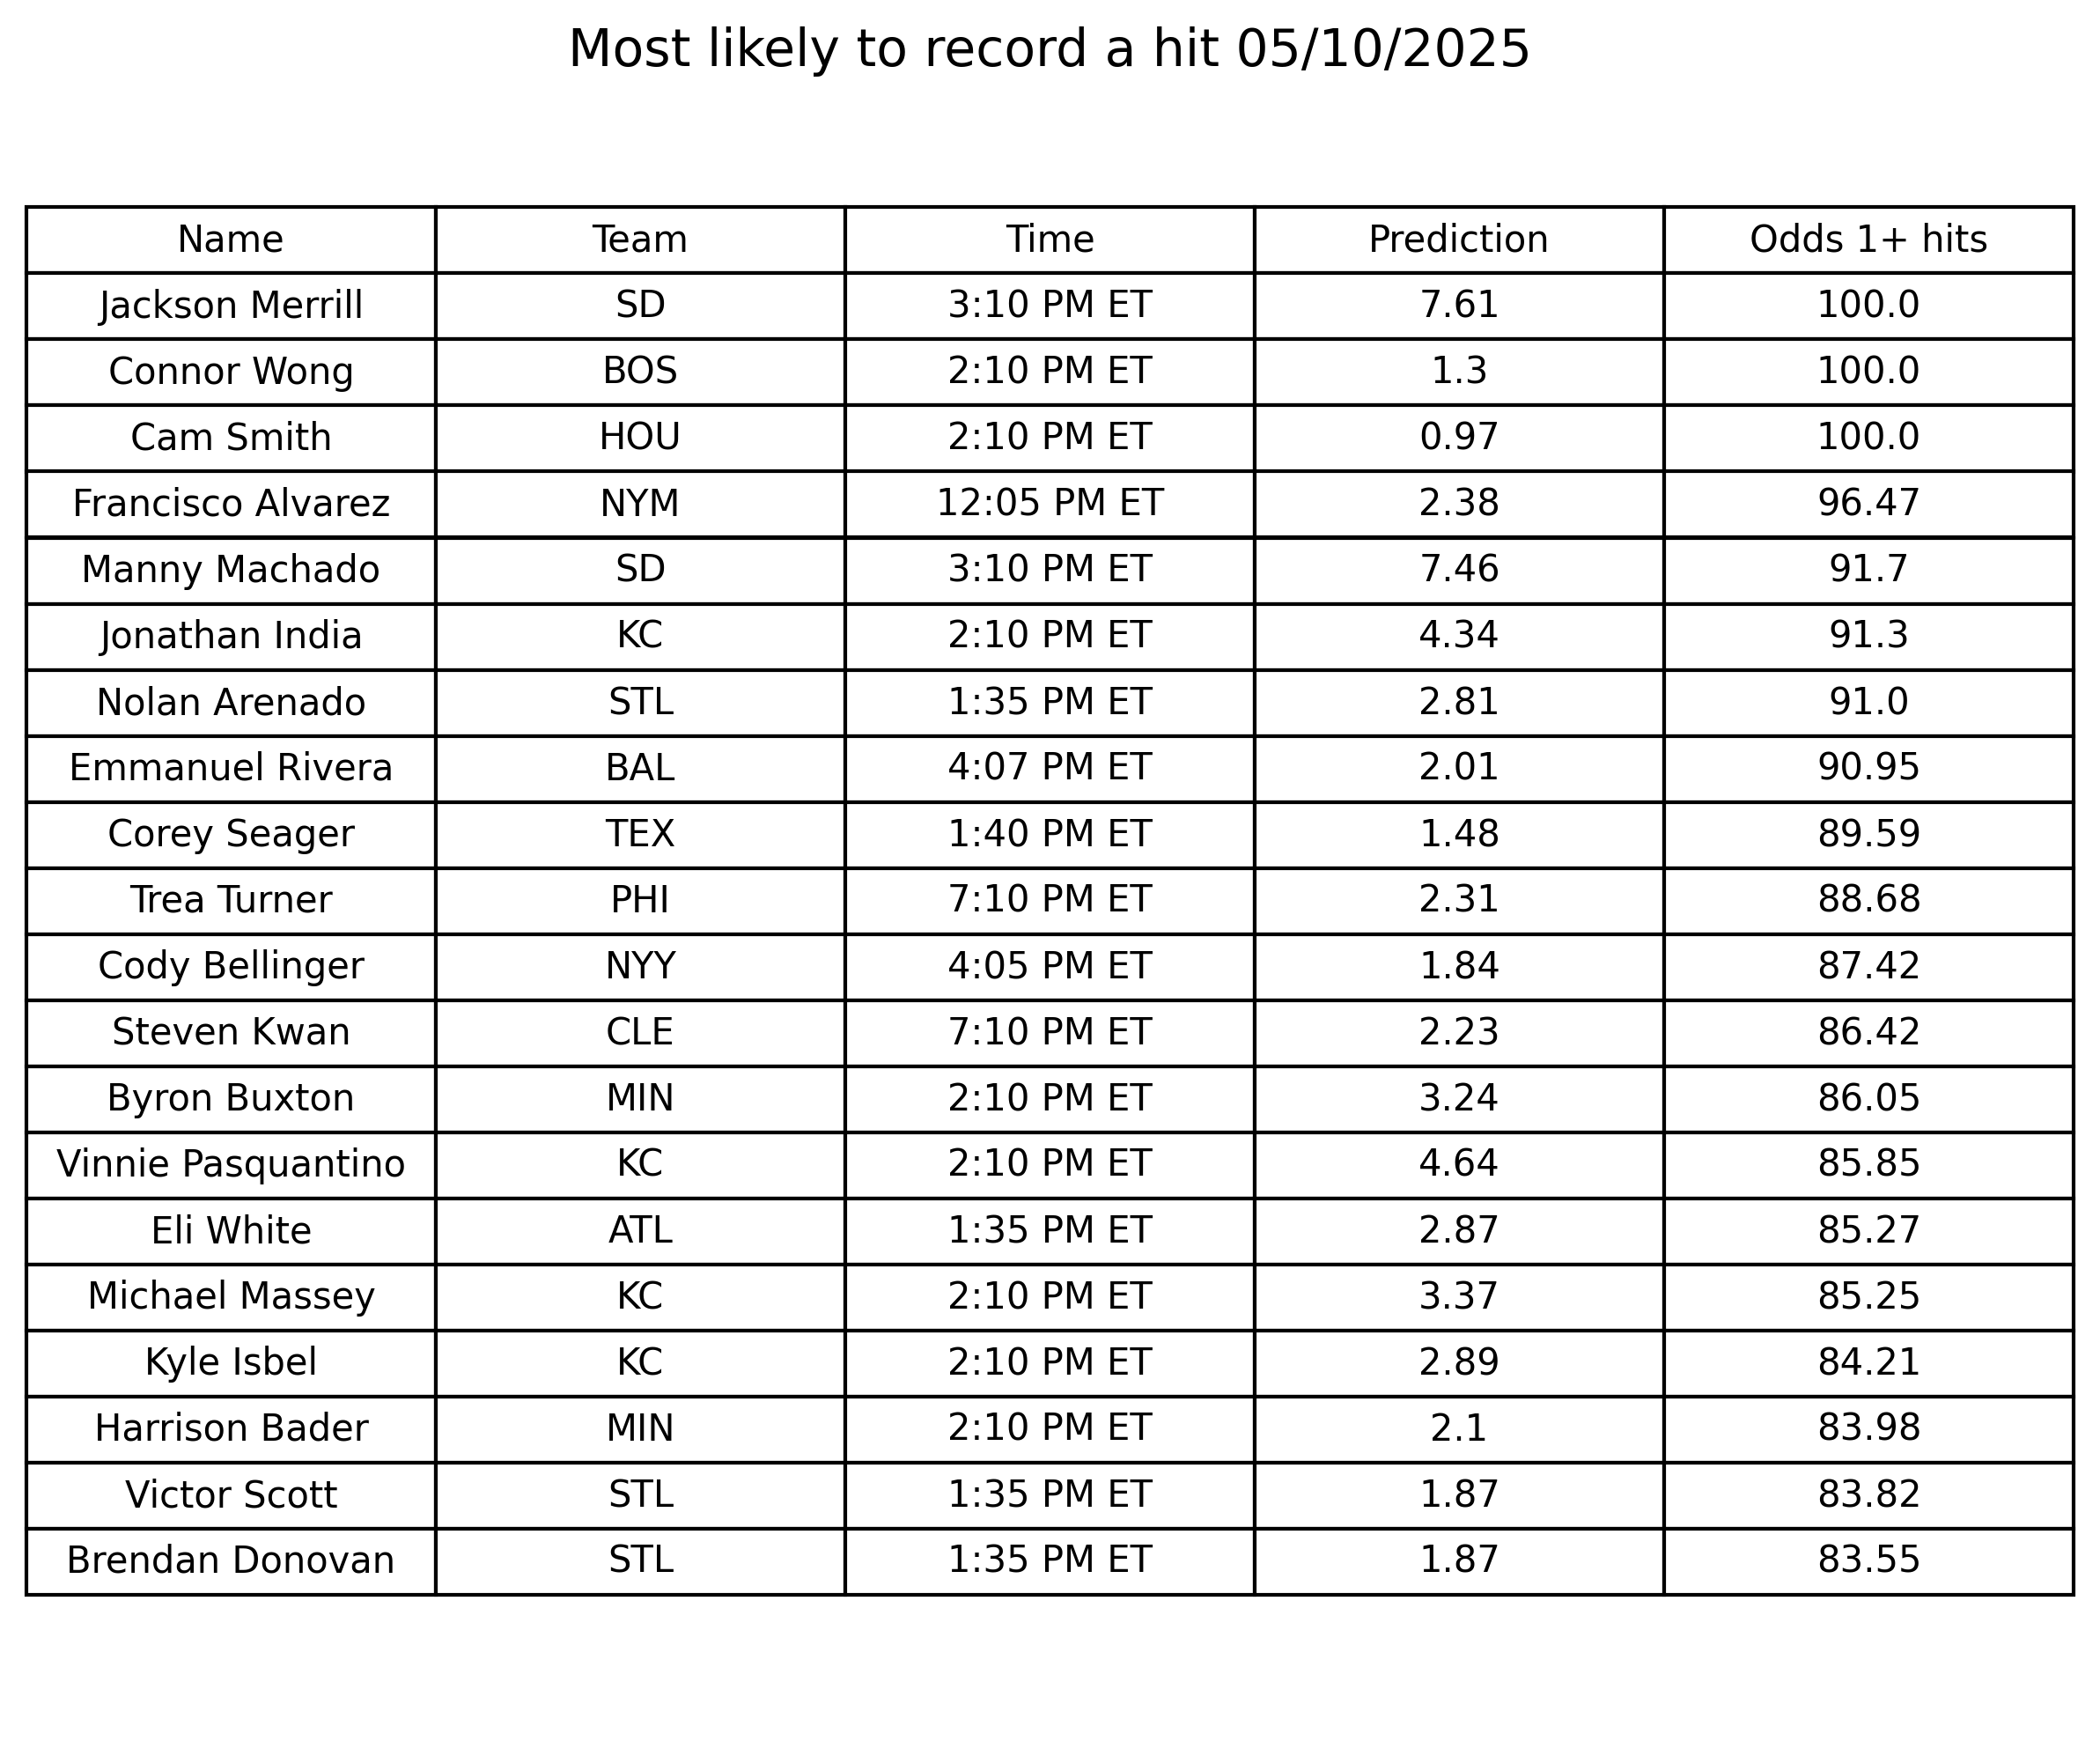 Most likely to record a hit 05/10/2025
Name Team Time Prediction Odds 1+ hits
Jackson Merrill SD 3:10 PM ET 7.61 100.0
Connor Wong BOS 2:10 PM ET 1.3 100.0
Cam Smith HOU 2:10 PM ET 0.97 100.0
Francisco Alvarez NYM 12:05 PM ET 2.38 96.47
Manny Machado SD 3:10 PM ET 7.46 91.7
Jonathan India KC 2:10 PM ET 4.34 91.3
Nolan Arenado STL 1:35 PM ET 2.81 91.0
Emmanuel Rivera BAL 4:07 PM ET 2.01 90.95
Corey Seager TEX 1:40 PM ET 1.48 89.59
Trea Turner PHI 7:10 PM ET 2.31 88.68
Cody Bellinger NYY 4:05 PM ET 1.84 87.42
Steven Kwan CLE 7:10 PM ET 2.23 86.42
Byron Buxton MIN 2:10 PM ET 3.24 86.05
Vinnie Pasquantino KC 2:10 PM ET 4.64 85.85
Eli White ATL 1:35 PM ET 2.87 85.27
Michael Massey KC 2:10 PM ET 3.37 85.25
Kyle Isbel KC 2:10 PM ET 2.89 84.21
Harrison Bader MIN 2:10 PM ET 2.1 83.98
Victor Scott STL 1:35 PM ET 1.87 83.82
Brendan Donovan STL 1:35 PM ET 1.87 83.55